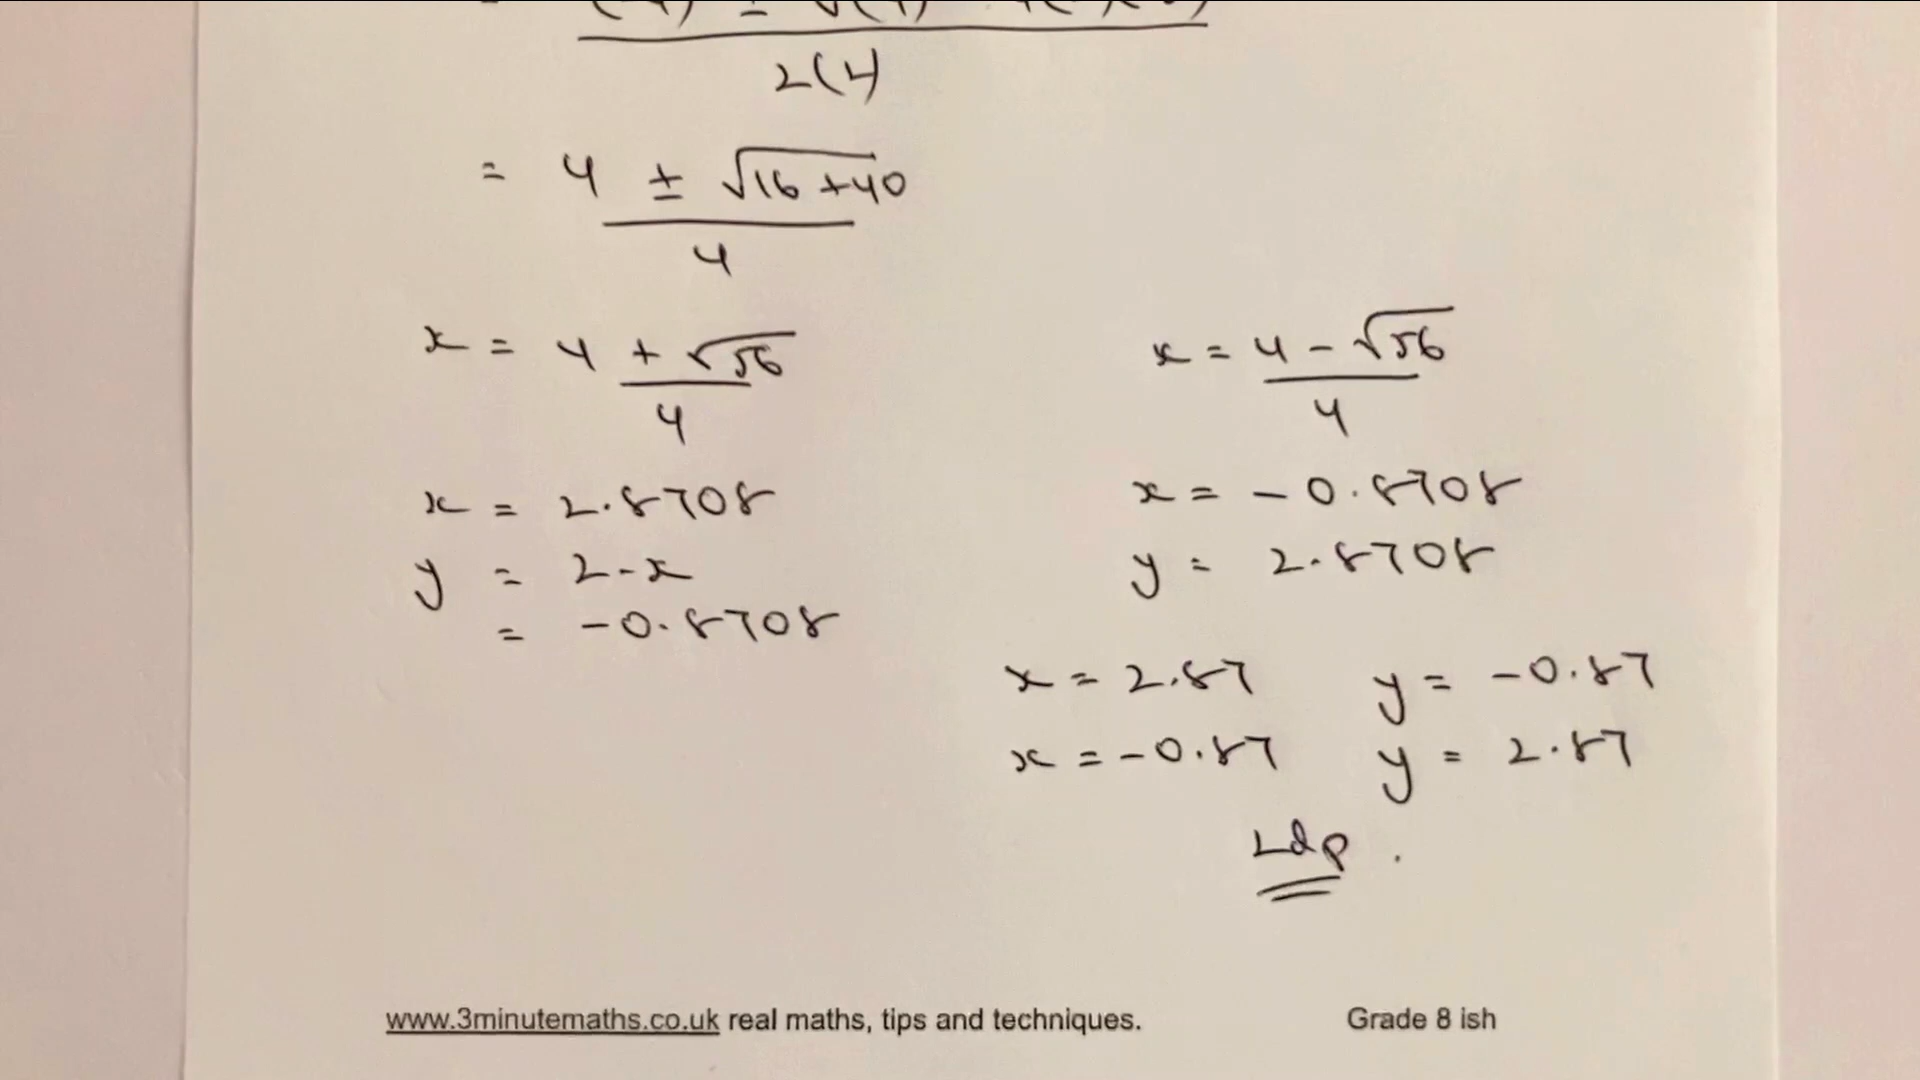 2(4)
= 4 ± √16 + 40
4
x = 4 + √56
4
x = 2.8708
y = 2 - x
= -0.8708
x = 4 - √56
4
x = -0.8708
y = 2.8708
x = 2.87 y = -0.87
x = -0.87 y = 2.87
2dp.
www.3minutemaths.co.uk real maths, tips and techniques. Grade 8 ish